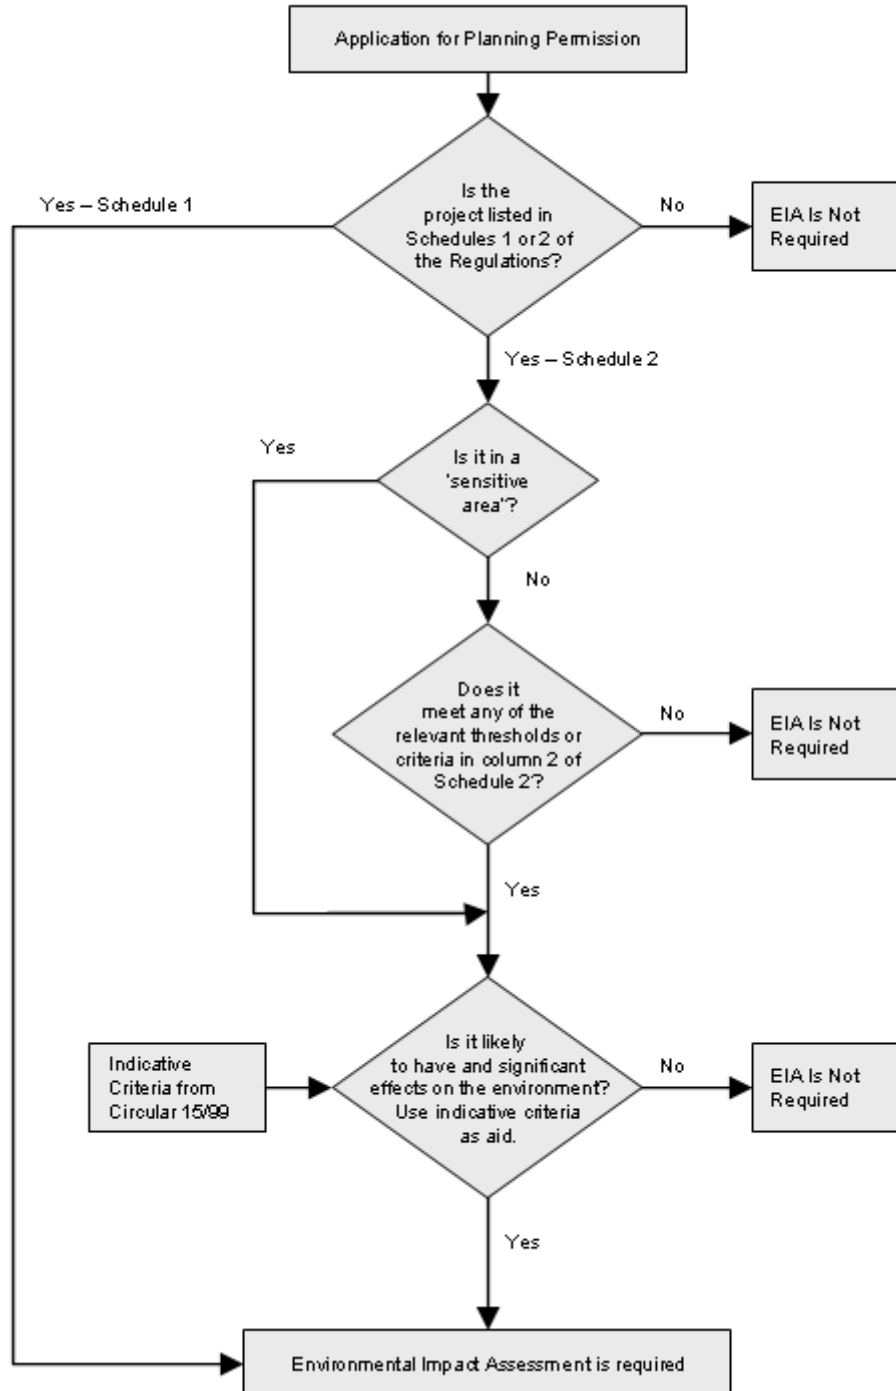 Application for Planning Permission
Yes – Schedule 1
Is the
project listed in
Schedules 1 or 2 of
the Regulations?
No
EIA Is Not
Required
Yes – Schedule 2
Yes
Is it in a
'sensitive
area'?
No
Does it
meet any of the
relevant thresholds or
criteria in column 2 of
Schedule 2?
No
EIA Is Not
Required
Yes
Indicative
Criteria from
Circular 15/99
Is it likely
to have and significant
effects on the environment?
Use indicative criteria
as aid.
No
EIA Is Not
Required
Yes
Environmental Impact Assessment is required